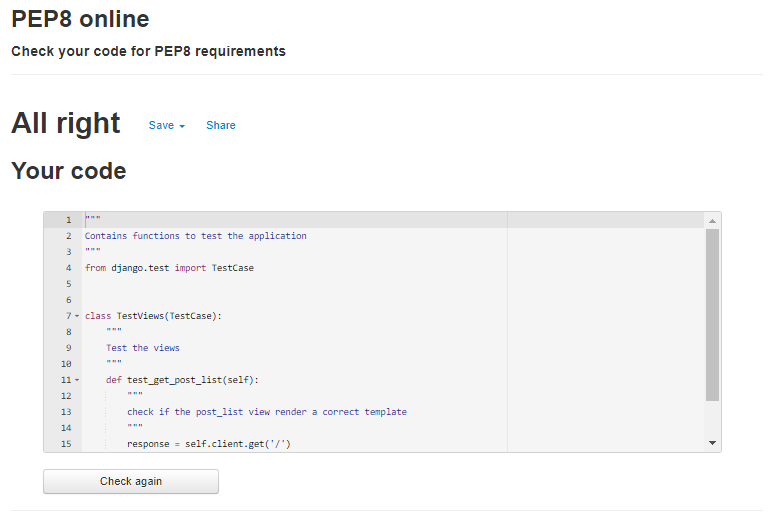 PEP8 online
Check your code for PEP8 requirements
All right Save Share
Your code
1 """
2 Contains functions to test the application
3 """
4 from django.test import TestCase
5
6
7 class TestViews(TestCase):
8 """
9 Test the views
10 """
11 def test_get_post_list(self):
12 """
13 check if the post_list view render a correct template
14 """
15 response = self.client.get('/')
Check again